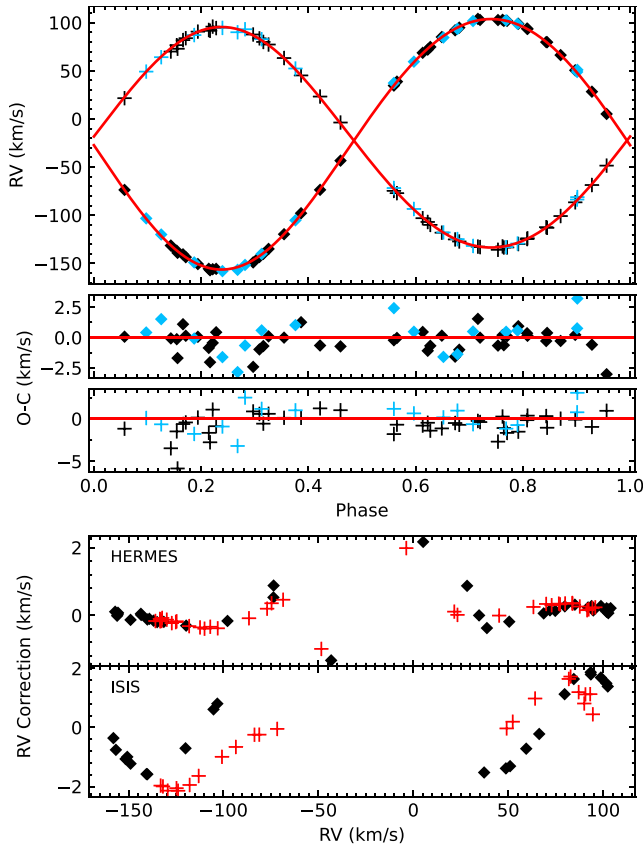 100
50
0
−50
−100
−150
RV (km/s)
2.5
0.0
−2.5
0
−5
O-C (km/s)
0.0 0.2 0.4 0.6 0.8 1.0
Phase
HERMES
2
0
ISIS
2
0
−2
RV Correction (km/s)
−150 −100 −50 0 50 100
RV (km/s)